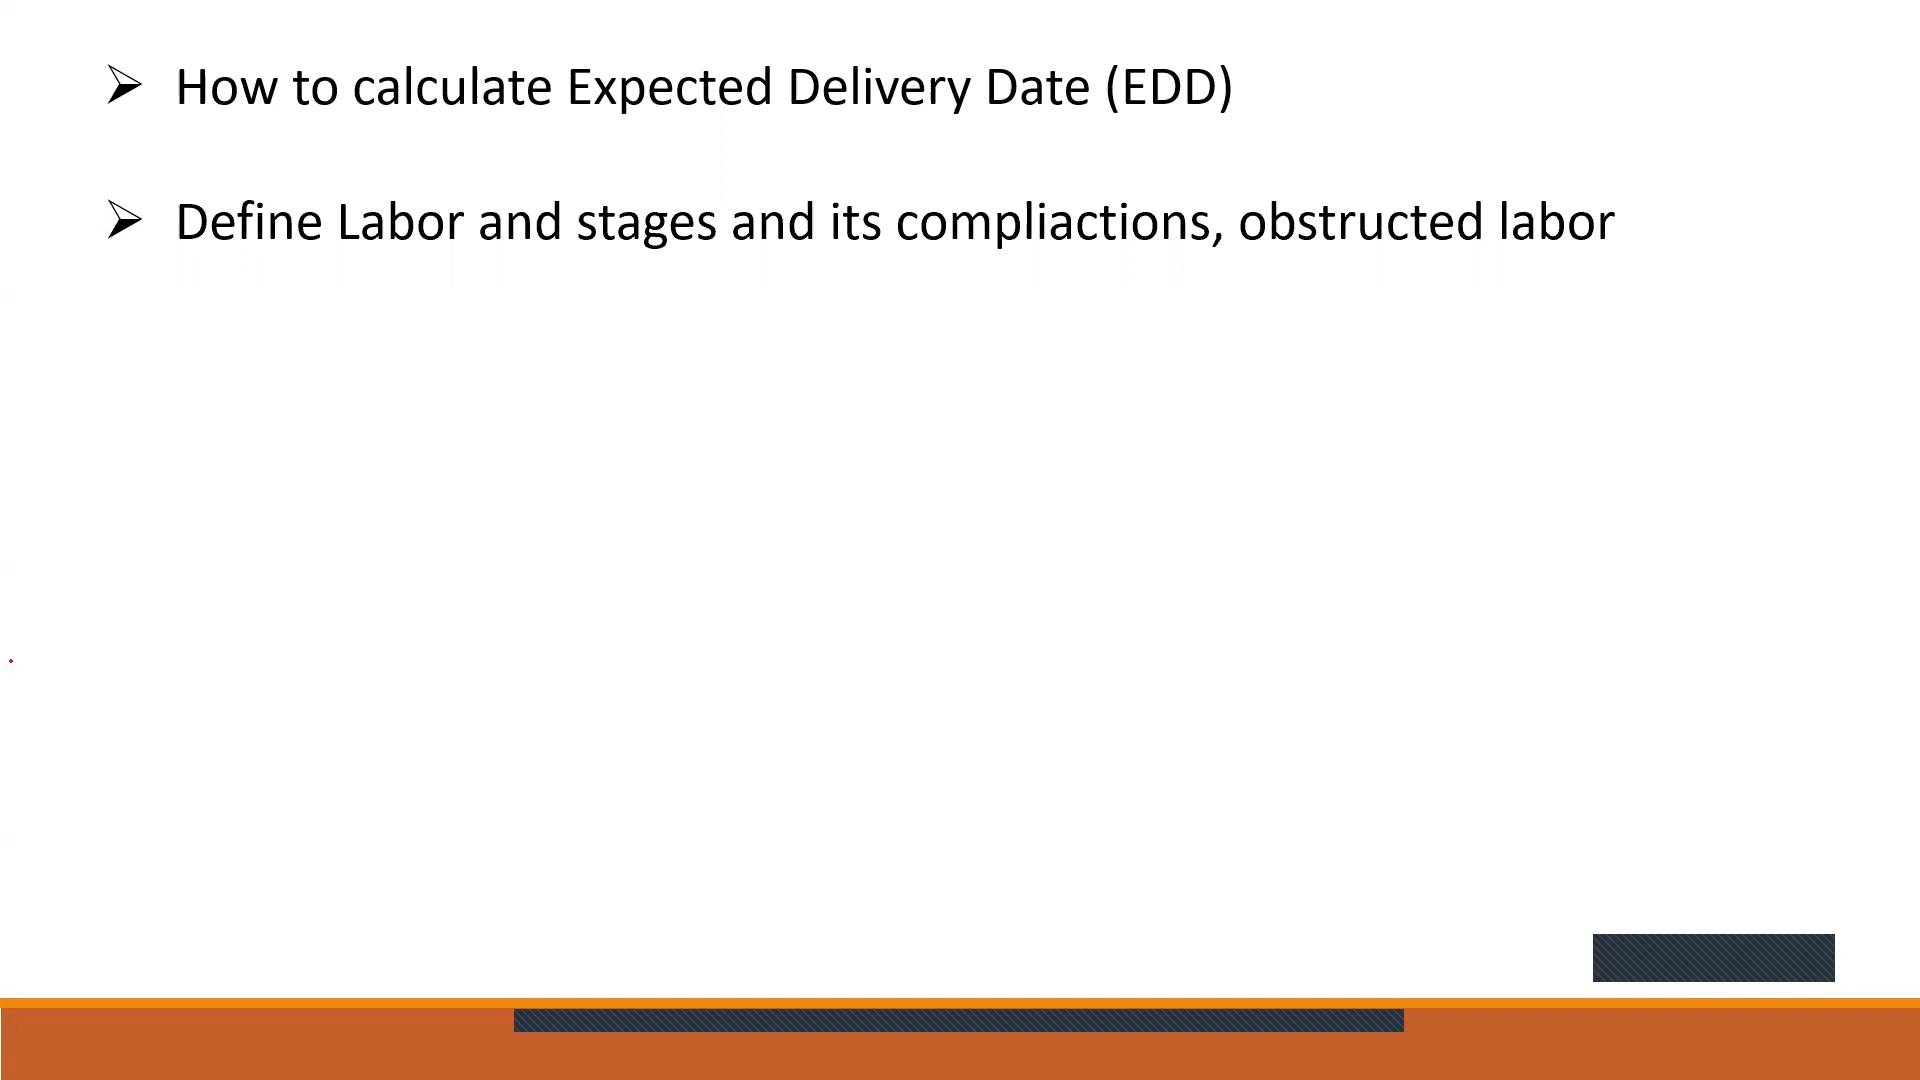 ➢ How to calculate Expected Delivery Date (EDD)
➢ Define Labor and stages and its compliactions, obstructed labor